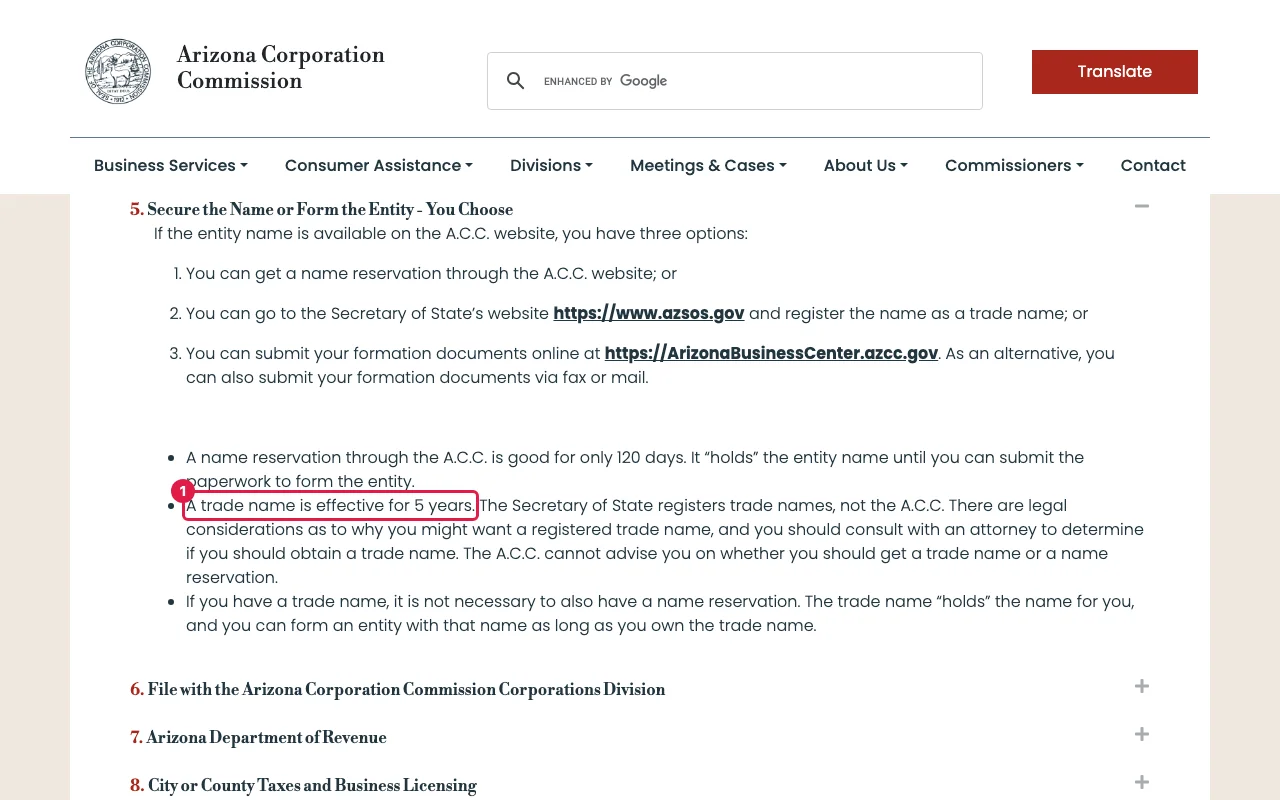 Arizona Corporation
Commission
ENHANCED BY Google
Translate
Business Services
Consumer Assistance
Divisions
Meetings & Cases
About Us
Commissioners
Contact
5. Secure the Name or Form the Entity - You Choose
If the entity name is available on the A.C.C. website, you have three options:
1. You can get a name reservation through the A.C.C. website; or
2. You can go to the Secretary of State’s website https://www.azsos.gov and register the name as a trade name; or
3. You can submit your formation documents online at https://ArizonaBusinessCenter.azcc.gov. As an alternative, you
can also submit your formation documents via fax or mail.
A name reservation through the A.C.C. is good for only 120 days. It “holds” the entity name until you can submit the
paperwork to form the entity.
1
A trade name is effective for 5 years. The Secretary of State registers trade names, not the A.C.C. There are legal
considerations as to why you might want a registered trade name, and you should consult with an attorney to determine
if you should obtain a trade name. The A.C.C. cannot advise you on whether you should get a trade name or a name
reservation.
If you have a trade name, it is not necessary to also have a name reservation. The trade name “holds” the name for you,
and you can form an entity with that name as long as you own the trade name.
6. File with the Arizona Corporation Commission Corporations Division
7. Arizona Department of Revenue
8. City or County Taxes and Business Licensing